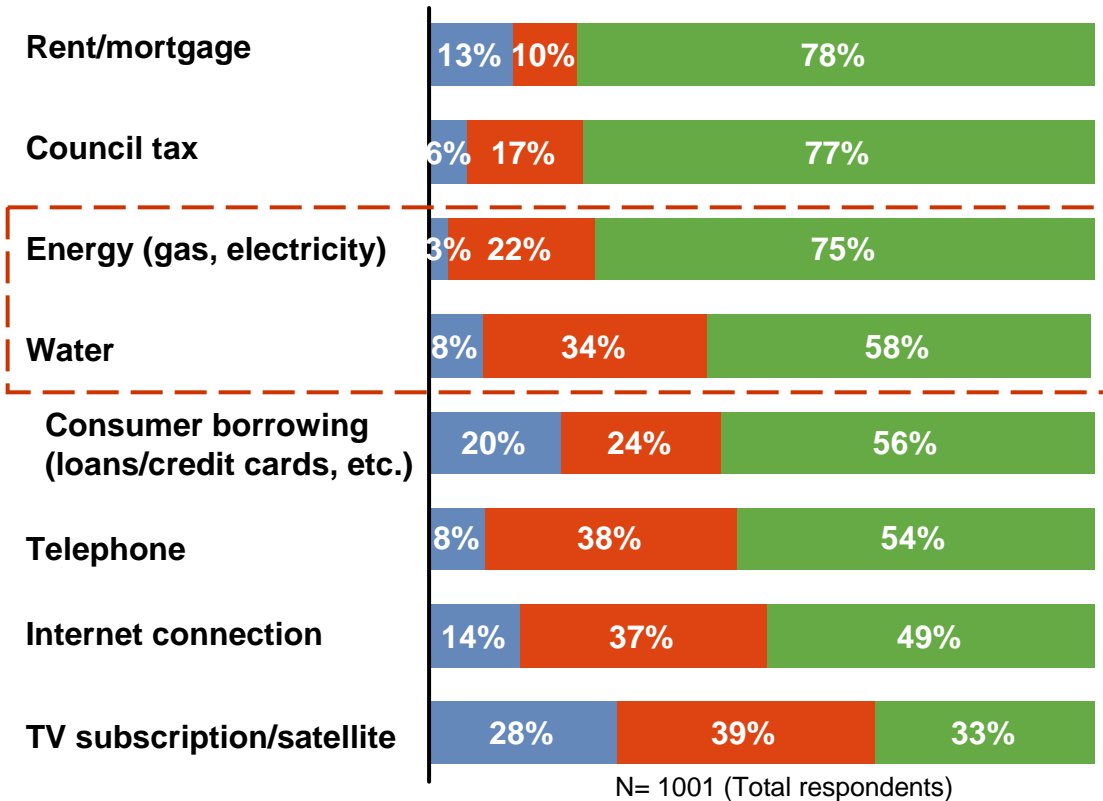 Rent/mortgage 13% 10% 78%
Council tax 6% 17% 77%
Energy (gas, electricity) 3% 22% 75%
Water 8% 34% 58%
Consumer borrowing
(loans/credit cards, etc.) 20% 24% 56%
Telephone 8% 38% 54%
Internet connection 14% 37% 49%
TV subscription/satellite 28% 39% 33%
N= 1001 (Total respondents)